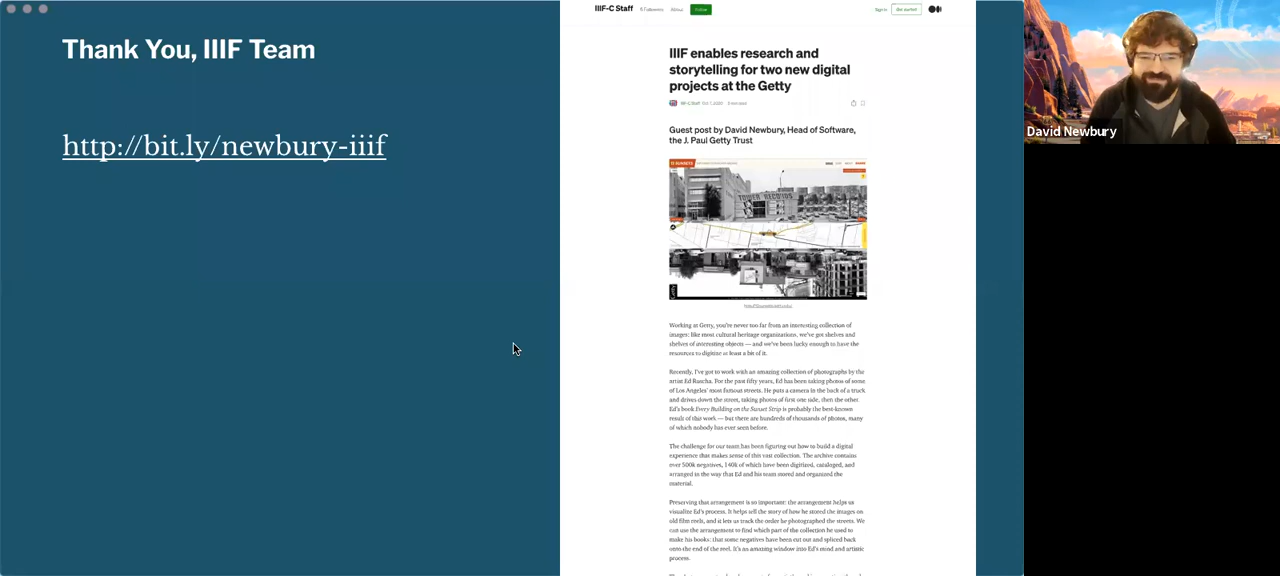 Thank You, IIIF Team
http://bit.ly/newbury-iiif
IIIF-C Staff
About
Follow
Sign in
Get started
IIIF enables research and
storytelling for two new digital
projects at the Getty
IIIF-C Staff Oct 7, 2020
Guest post by David Newbury, Head of Software,
the J. Paul Getty Trust
SUNSETS
TOWER RECORDS
Getty
Working at Getty, you're never too far from an interesting collection of
images: like most cultural heritage organizations, we've got shelves and
shelves of interesting objects — and we've been lucky enough to have the
resources to digitize at least a bit of it.
Recently, I've got to work with an amazing collection of photographs by the
artist Ed Ruscha. For the past fifty years, Ed has been taking photos of some
of Los Angeles' most famous streets. He puts a camera in the back of a truck
and drives down the street, taking photos of first one side, then the other.
Ed's book Every Building on the Sunset Strip is probably the best-known
result of this work — but there are hundreds of thousands of photos, many
of which nobody has ever seen before.
The challenge for our team has been figuring out how to build a digital
experience that makes sense of this vast collection. The archive contains
over 500k negatives, 140k of which have been digitized, cataloged, and
arranged in the way that Ed and his team stored and organized the
material.
Preserving that arrangement is so important: the arrangement helps us
visualize Ed's process. It helps tell the story of how he stored the images on
old film reels, and it lets us track the order he photographed the streets. We
can use the arrangement to find which part of the collection he used to
make his books: that some negatives have been cut out and spliced back
onto the end of the reel. It's an amazing window into Ed's mind and artistic
process.
David Newbury